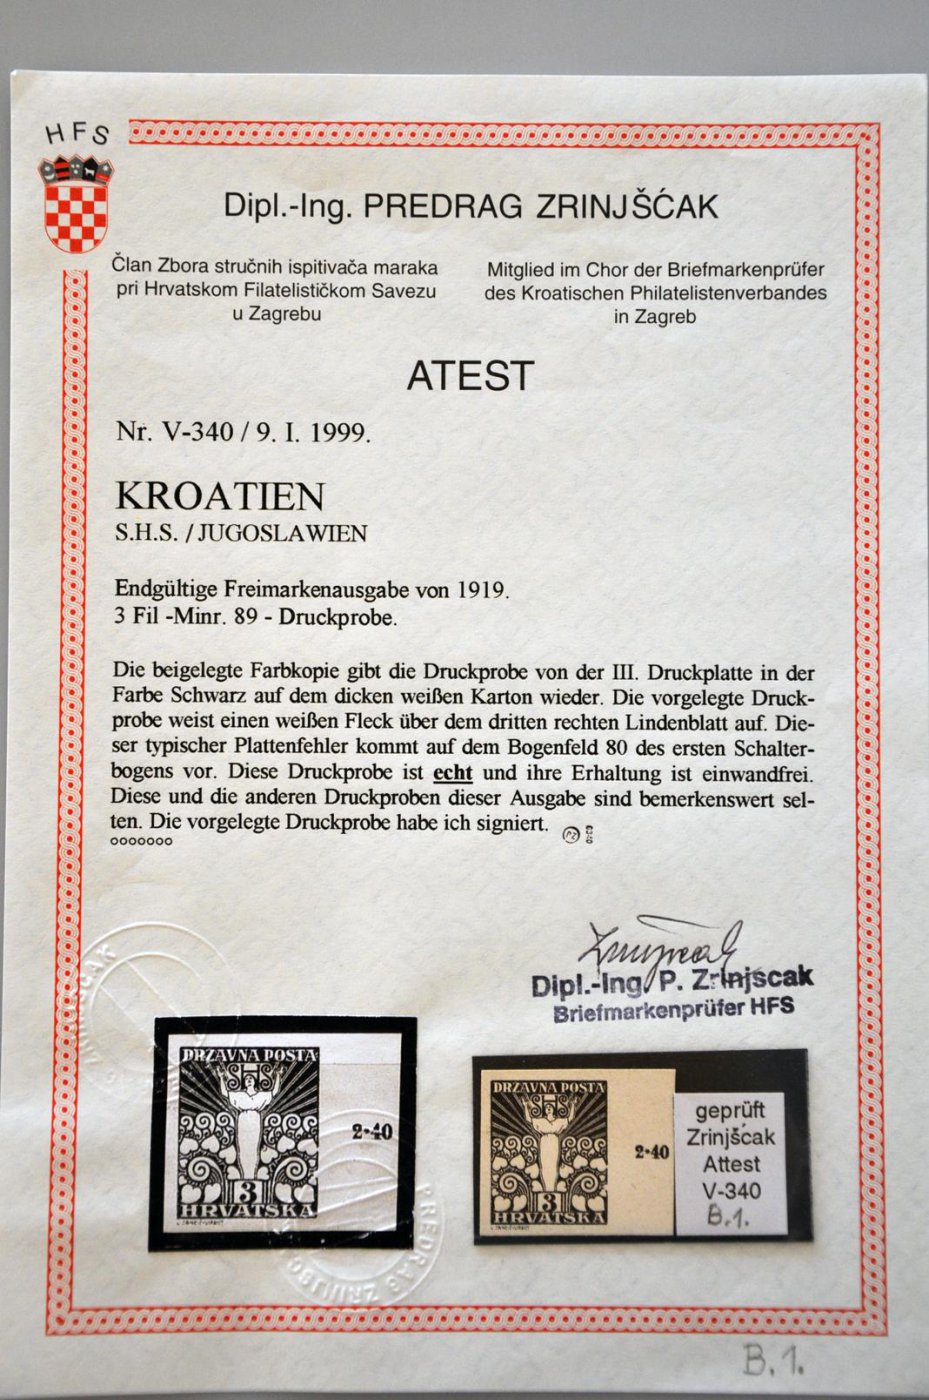 HFS
Dipl.-Ing. PREDRAG ZRINJŠĆAK
Član Zbora stručnih ispitivača maraka
pri Hrvatskom Filatelističkom Savezu
u Zagrebu
Mitglied im Chor der Briefmarkenprüfer
des Kroatischen Philatelistenverbandes
in Zagreb
ATEST
Nr. V-340 / 9. I. 1999.
KROATIEN
S.H.S. / JUGOSLAWIEN
Endgültige Freimarkenausgabe von 1919.
3 Fil -Minr. 89 - Druckprobe.
Die beigelegte Farbkopie gibt die Druckprobe von der III. Druckplatte in der
Farbe Schwarz auf dem dicken weißen Karton wieder. Die vorgelegte Druck-
probe weist einen weißen Fleck über dem dritten rechten Lindenblatt auf. Die-
ser typischer Plattenfehler kommt auf dem Bogenfeld 80 des ersten Schalter-
bogens vor. Diese Druckprobe ist echt und ihre Erhaltung ist einwandfrei.
Diese und die anderen Druckproben dieser Ausgabe sind bemerkenswert sel-
ten. Die vorgelegte Druckprobe habe ich signiert.
ooooooo
Dipl.-Ing. P. Zrinjšcak
Briefmarkenprüfer HFS
DRZAVNA POSTA
2·40
3
HRVATSKA
DRZAVNA POSTA
2·40
3
HRVATSKA
geprüft
Zrinjšćak
Attest
V-340
B.1.
PREDRAG ZRINJŠĆAK
B.1.